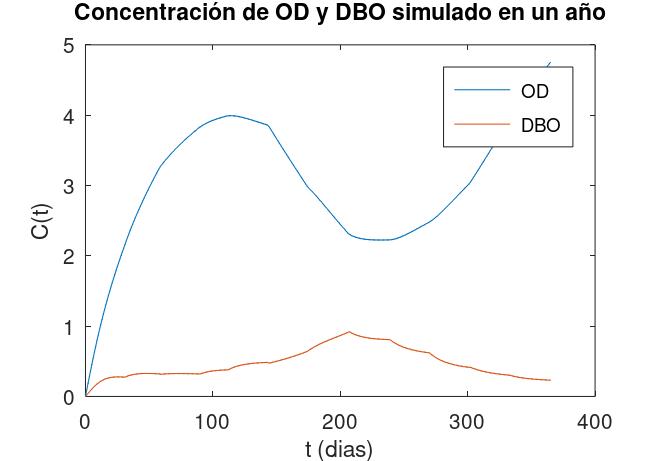 Concentración de OD y DBO simulado en un año
5
4
3
2
1
0
C(t)
OD
DBO
0 100 200 300 400
t (dias)